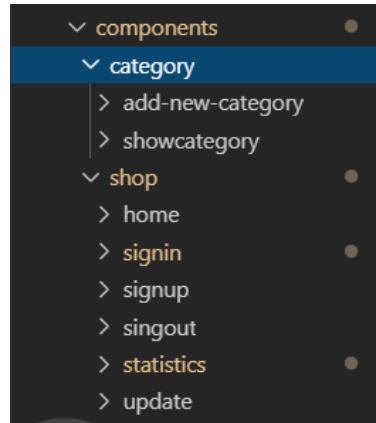 components
category
add-new-category
showcategory
shop
home
signin
signup
singout
statistics
update